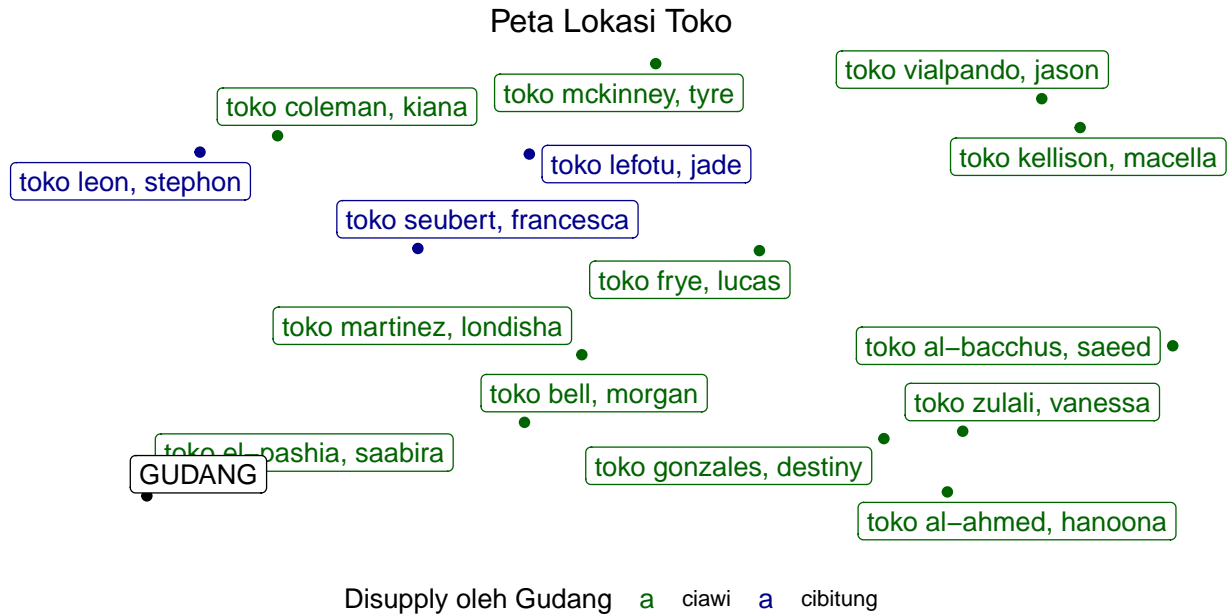 Peta Lokasi Toko
toko vialpando, jason
toko mckinney, tyre
toko coleman, kiana
toko kellison, macella
toko lefotu, jade
toko leon, stephon
toko seubert, francesca
toko frye, lucas
toko martinez, londisha
toko al−bacchus, saeed
toko bell, morgan
toko zulali, vanessa
toko el−pashia, saabira
toko gonzales, destiny
GUDANG
toko al−ahmed, hanoona
Disupply oleh Gudang a ciawi a cibitung